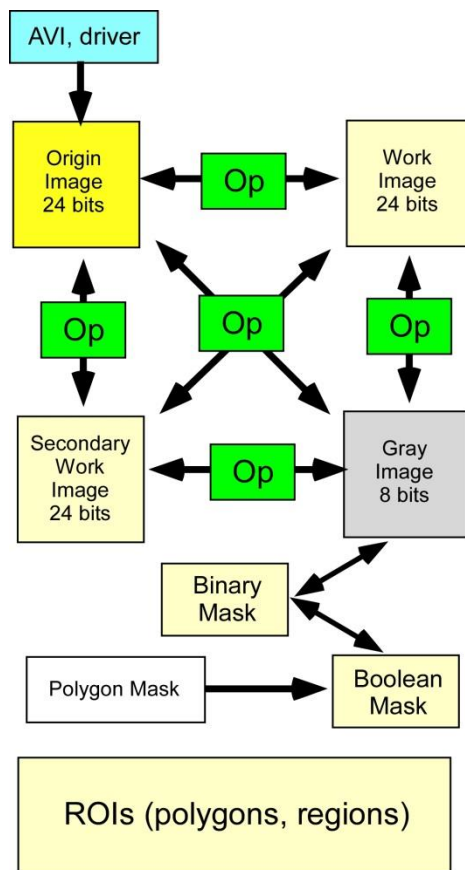 AVI, driver
Origin
Image
24 bits
Op
Work
Image
24 bits
Op
Op
Op
Secondary
Work
Image
24 bits
Op
Gray
Image
8 bits
Binary
Mask
Polygon Mask
Boolean
Mask
ROIs (polygons, regions)